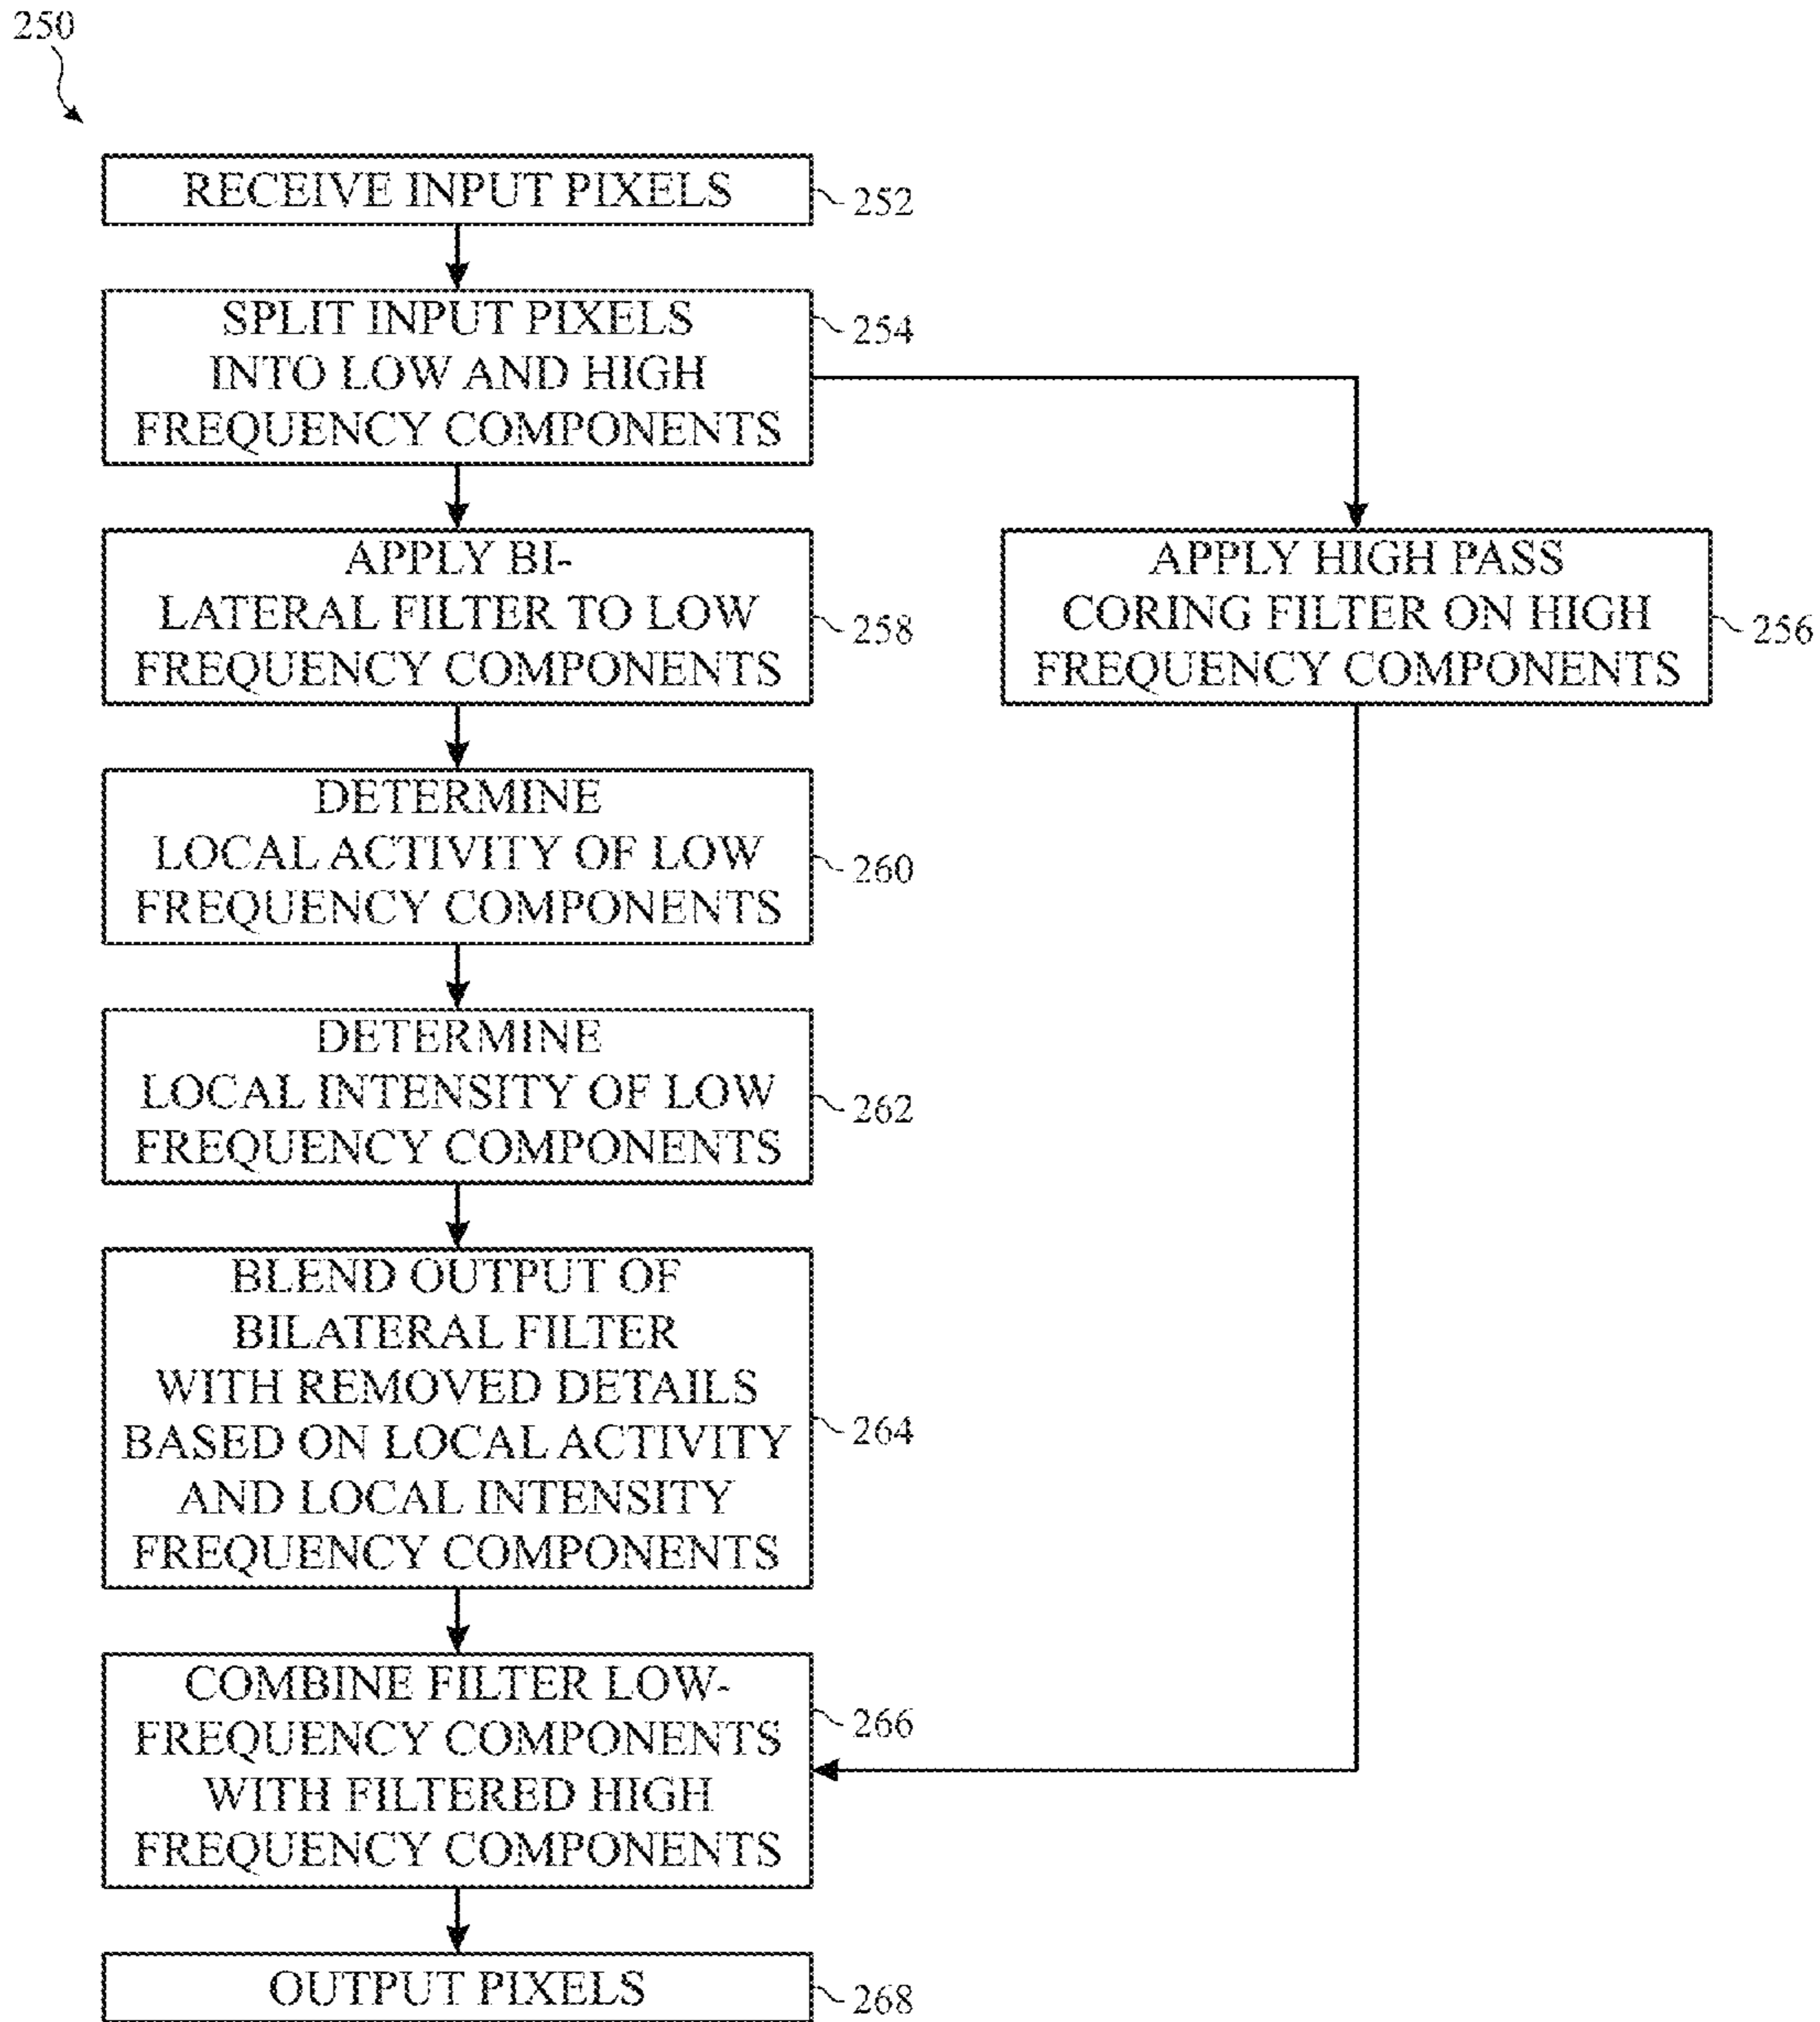 250
RECEIVE INPUT PIXELS
252
SPLIT INPUT PIXELS
INTO LOW AND HIGH
FREQUENCY COMPONENTS
254
APPLY BI-
LATERAL FILTER TO LOW
FREQUENCY COMPONENTS
258
APPLY HIGH PASS
CORING FILTER ON HIGH
FREQUENCY COMPONENTS
256
DETERMINE
LOCAL ACTIVITY OF LOW
FREQUENCY COMPONENTS
260
DETERMINE
LOCAL INTENSITY OF LOW
FREQUENCY COMPONENTS
262
BLEND OUTPUT OF
BILATERAL FILTER
WITH REMOVED DETAILS
BASED ON LOCAL ACTIVITY
AND LOCAL INTENSITY
FREQUENCY COMPONENTS
264
COMBINE FILTER LOW-
FREQUENCY COMPONENTS
WITH FILTERED HIGH
FREQUENCY COMPONENTS
266
OUTPUT PIXELS
268